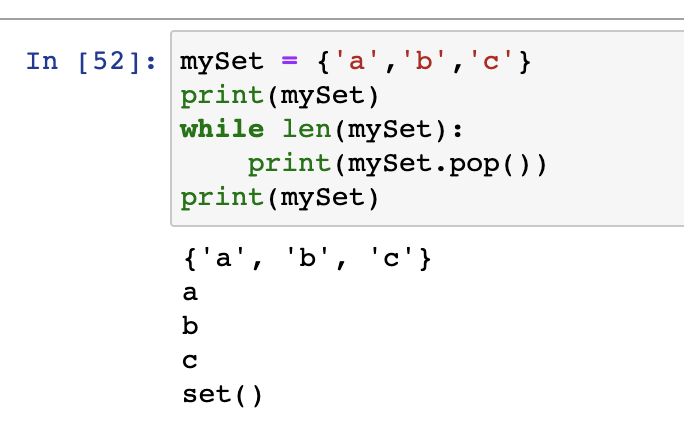 In [52]: mySet = {'a','b','c'}
print(mySet)
while len(mySet):
    print(mySet.pop())
print(mySet)
{'a', 'b', 'c'}
a
b
c
set()